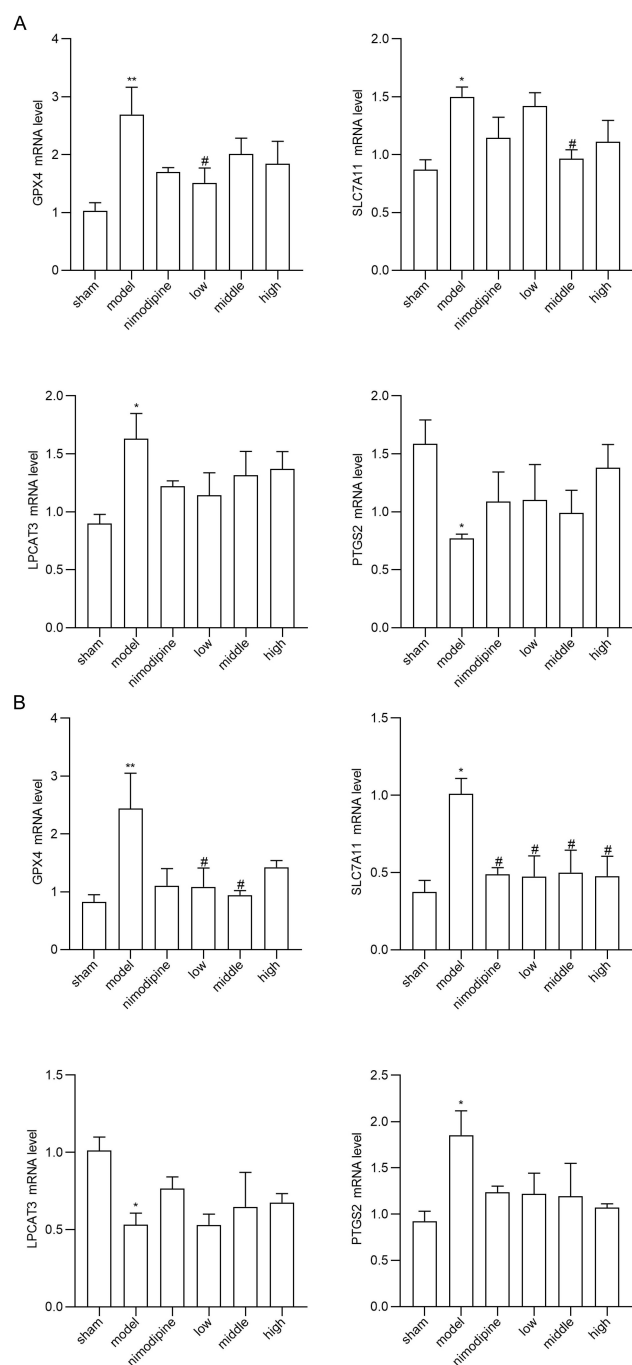 A
GPX4 mRNA level
4
3
2
1
0
**
#
sham
model
nimodipine
low
middle
high
SLC7A11 mRNA level
2.0
1.5
1.0
0.5
0.0
*
#
sham
model
nimodipine
low
middle
high
LPCAT3 mRNA level
2.0
1.5
1.0
0.5
0.0
*
sham
model
nimodipine
low
middle
high
PTGS2 mRNA level
2.0
1.5
1.0
0.5
0.0
*
sham
model
nimodipine
low
middle
high
B
GPX4 mRNA level
4
3
2
1
0
**
#
#
sham
model
nimodipine
low
middle
high
SLC7A11 mRNA level
1.5
1.0
0.5
0.0
*
#
#
#
#
sham
model
nimodipine
low
middle
high
LPCAT3 mRNA level
1.5
1.0
0.5
0.0
*
sham
model
nimodipine
low
middle
high
PTGS2 mRNA level
2.5
2.0
1.5
1.0
0.5
0.0
*
sham
model
nimodipine
low
middle
high